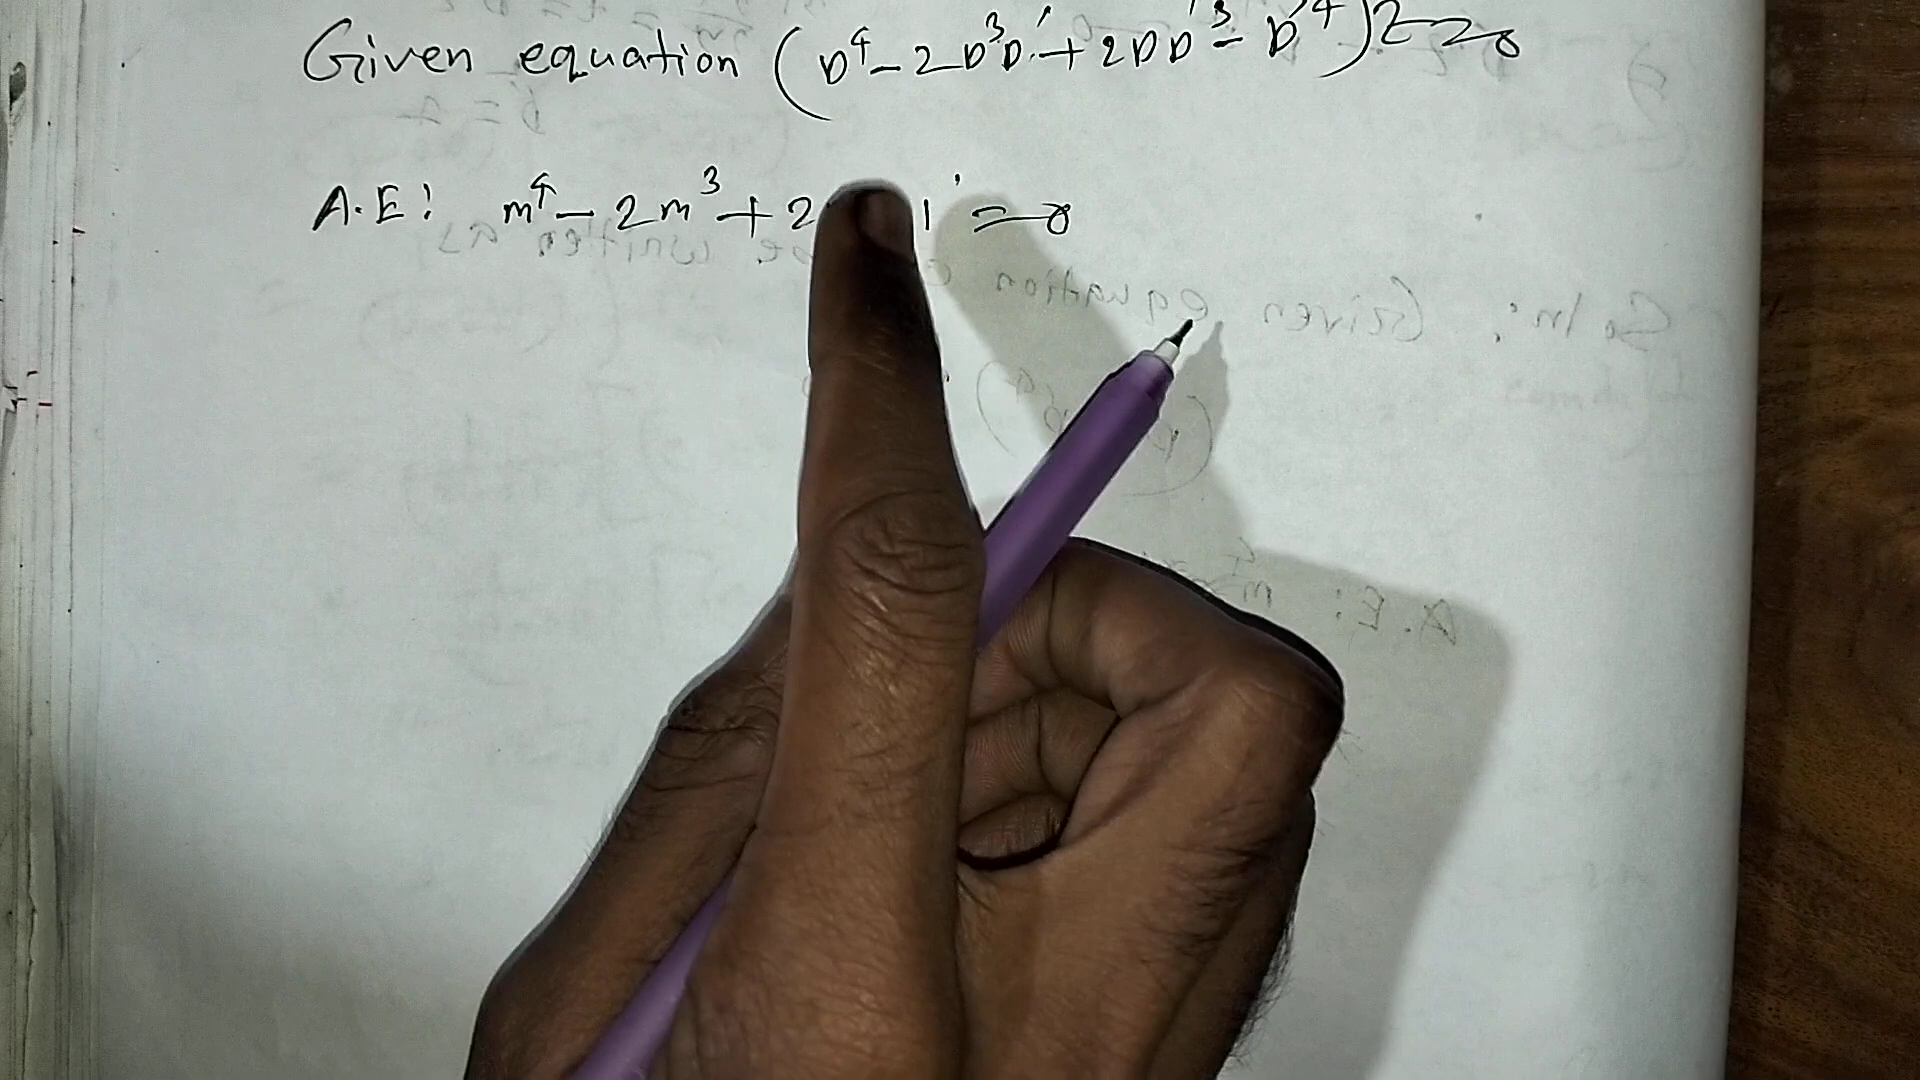 Given equation (D⁴-2D³D'+2DD'³-D'⁴)Z=0
A.E: m⁴-2m³+2 1=0